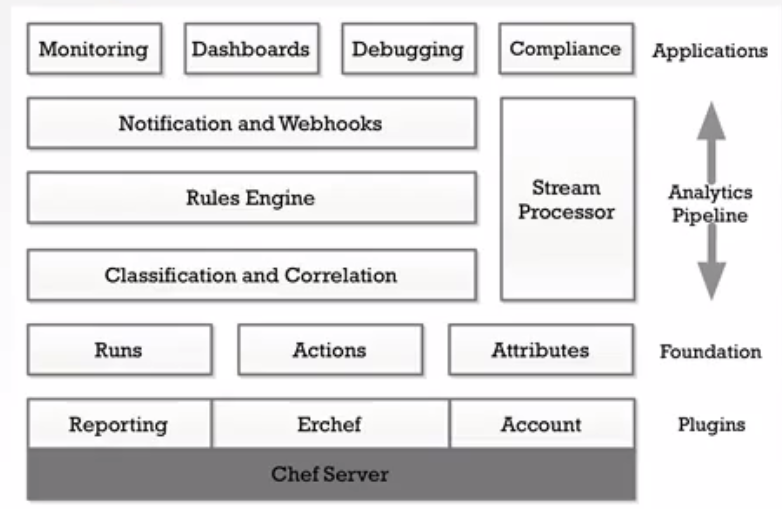 Monitoring Dashboards Debugging Compliance Applications
Notification and Webhooks
Rules Engine
Classification and Correlation
Stream
Processor
Analytics
Pipeline
Runs Actions Attributes Foundation
Reporting Erchef Account Plugins
Chef Server